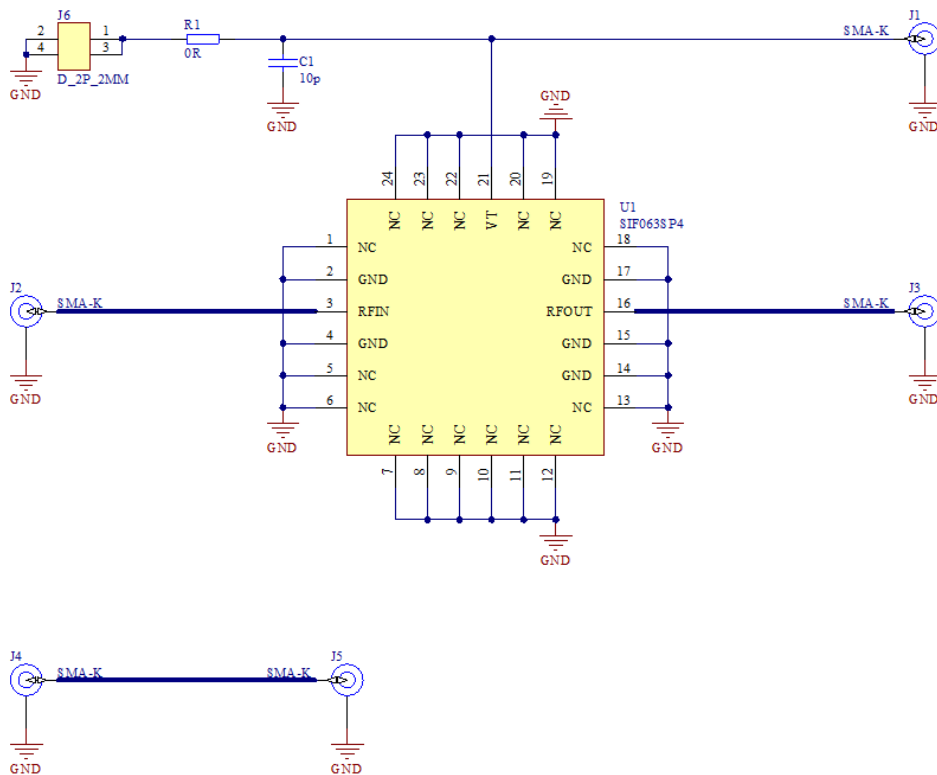 J6
2
4
1
3
D_2P_2MM
GND
R1
0R
C1
10p
GND
SMA-K
J1
GND
GND
24
23
22
21
20
19
NC
NC
NC
VT
NC
NC
U1
SIF063SP4
1
NC
NC
18
2
GND
GND
17
J2
SMA-K
3
RFIN
RFOUT
16
SMA-K
J3
4
GND
GND
15
5
NC
GND
14
GND
GND
6
NC
NC
13
GND
GND
NC
NC
NC
NC
NC
NC
7
8
9
10
11
12
GND
J4
SMA-K
SMA-K
J5
GND
GND